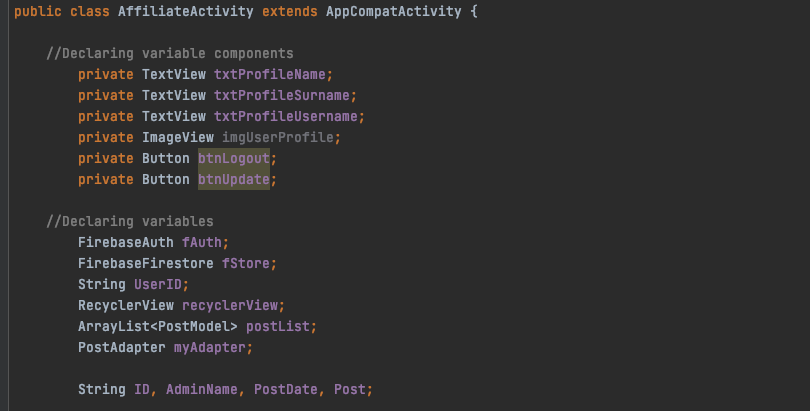 public class AffiliateActivity extends AppCompatActivity {
//Declaring variable components
private TextView txtProfileName;
private TextView txtProfileSurname;
private TextView txtProfileUsername;
private ImageView imgUserProfile;
private Button btnLogout;
private Button btnUpdate;
//Declaring variables
FirebaseAuth fAuth;
FirebaseFirestore fStore;
String UserID;
RecyclerView recyclerView;
ArrayList<PostModel> postList;
PostAdapter myAdapter;
String ID, AdminName, PostDate, Post;